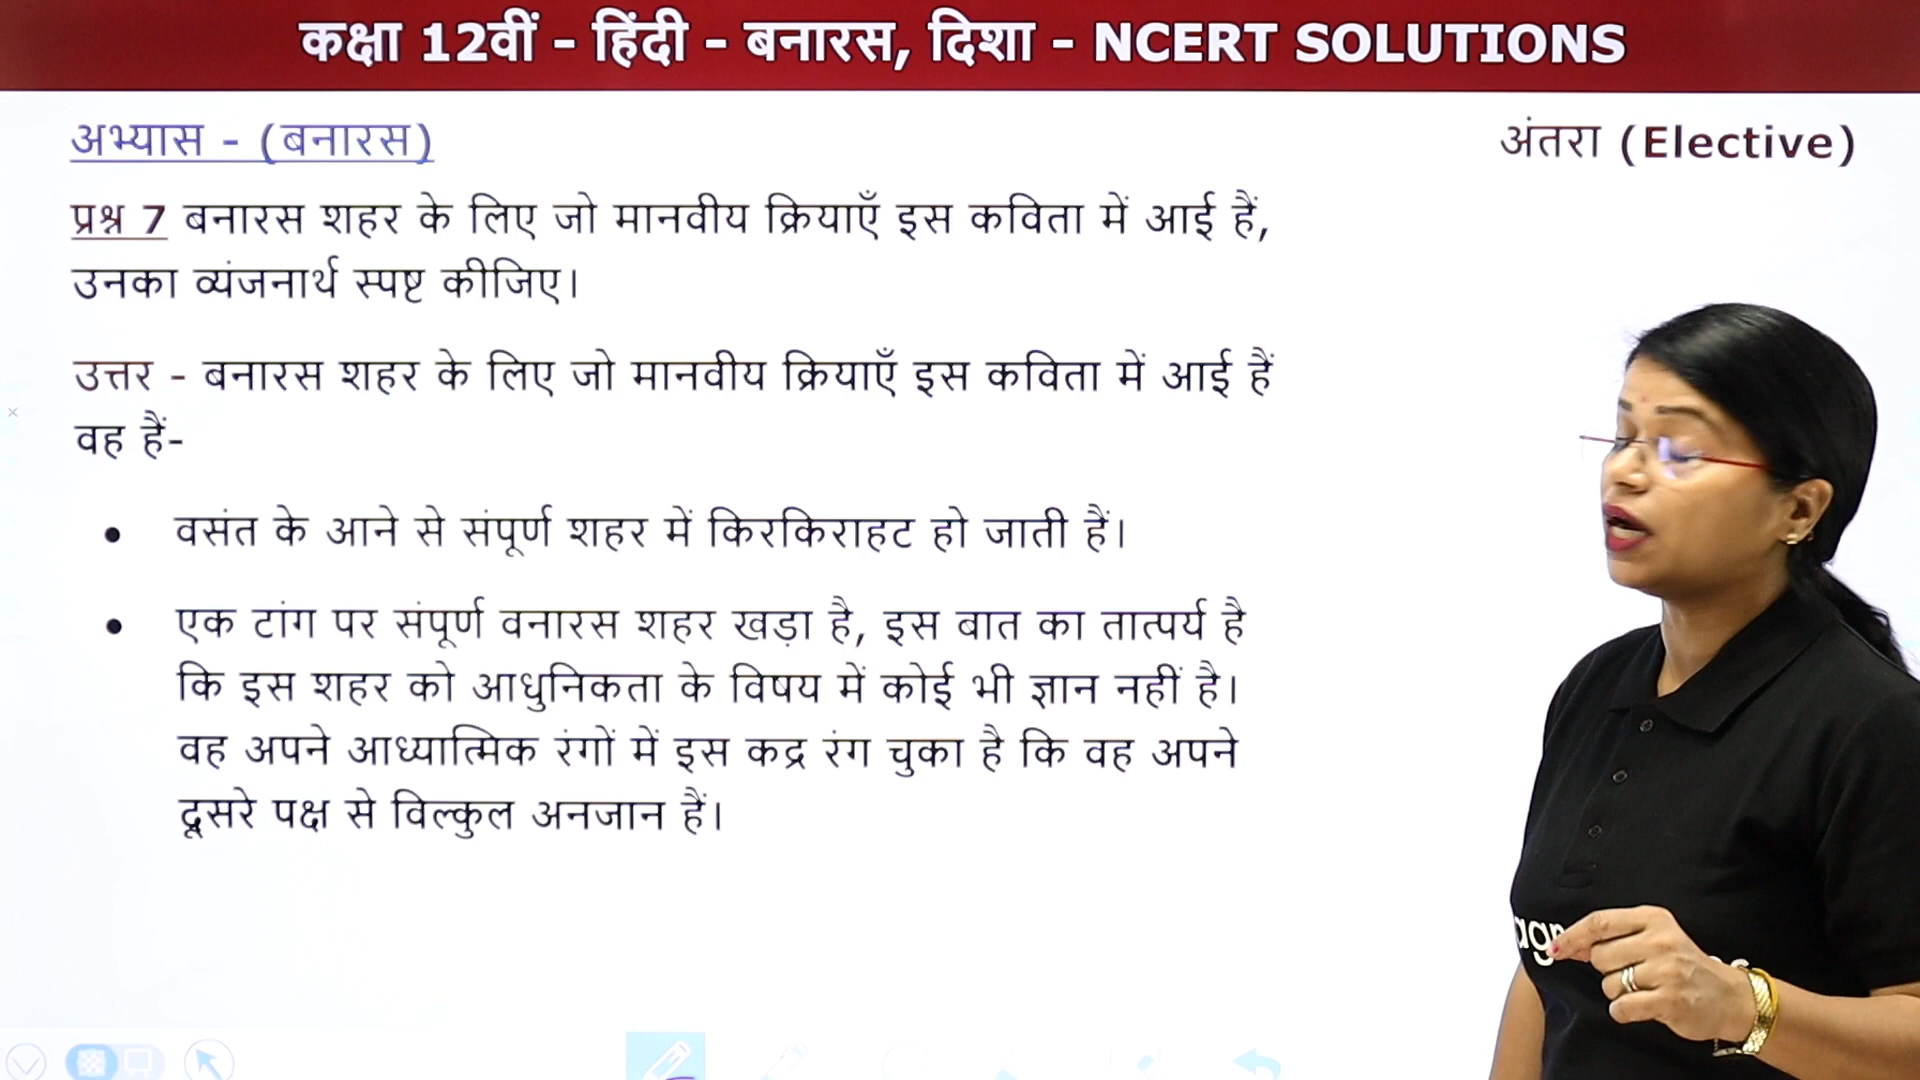 कक्षा 12वीं - हिंदी - बनारस, दिशा - NCERT SOLUTIONS
अभ्यास - (बनारस)
अंतरा (Elective)
प्रश्न 7 बनारस शहर के लिए जो मानवीय क्रियाएँ इस कविता में आई हैं,
उनका व्यंजनार्थ स्पष्ट कीजिए।
उत्तर - बनारस शहर के लिए जो मानवीय क्रियाएँ इस कविता में आई हैं
वह हैं-
• वसंत के आने से संपूर्ण शहर में किरकिराहट हो जाती हैं।
• एक टांग पर संपूर्ण वनारस शहर खड़ा है, इस बात का तात्पर्य है
कि इस शहर को आधुनिकता के विषय में कोई भी ज्ञान नहीं है।
वह अपने आध्यात्मिक रंगों में इस कद्र रंग चुका है कि वह अपने
दूसरे पक्ष से विल्कुल अनजान हैं।